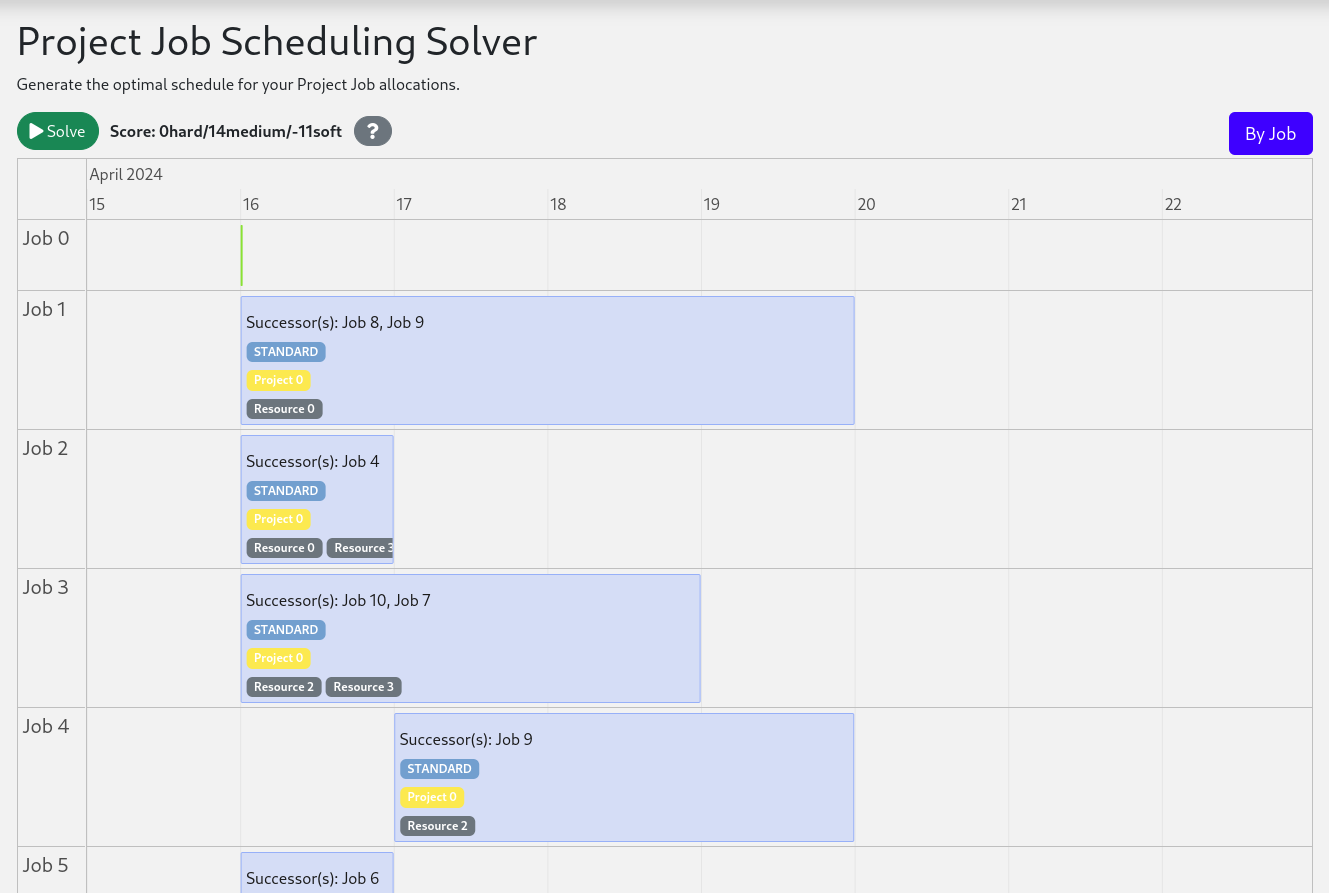 Project Job Scheduling Solver
Generate the optimal schedule for your Project Job allocations.
Solve Score: 0hard/14medium/-11soft ? By Job
April 2024
15 16 17 18 19 20 21 22
Job 0
Job 1
Successor(s): Job 8, Job 9
STANDARD
Project 0
Resource 0
Job 2
Successor(s): Job 4
STANDARD
Project 0
Resource 0 Resource 3
Job 3
Successor(s): Job 10, Job 7
STANDARD
Project 0
Resource 2 Resource 3
Job 4
Successor(s): Job 9
STANDARD
Project 0
Resource 2
Job 5
Successor(s): Job 6